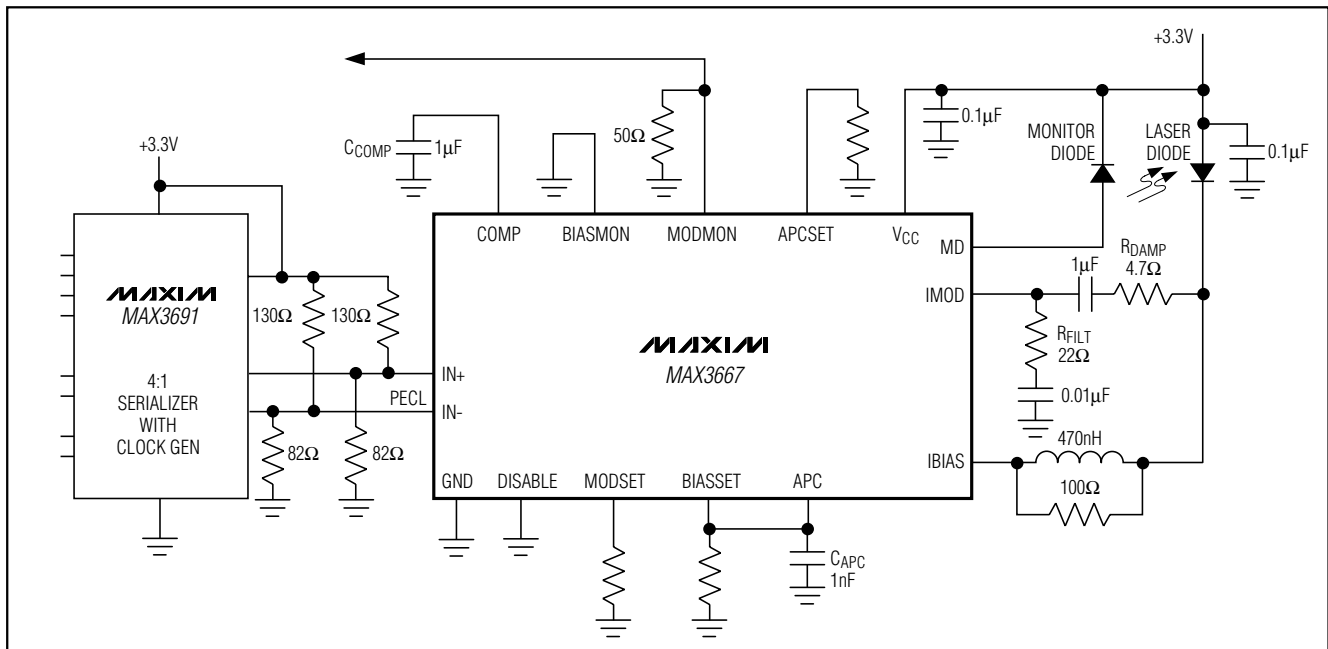 +3.3V
MONITOR
DIODE
LASER
DIODE
0.1μF
0.1μF
50Ω
CCOMP
1μF
+3.3V
COMP
BIASMON
MODMON
APCSET
VCC
MD
IMOD
IBIAS
1μF
RDAMP
4.7Ω
RFILT
22Ω
0.01μF
470nH
100Ω
MAXIM
MAX3691
4:1
SERIALIZER
WITH
CLOCK GEN
130Ω
130Ω
PECL
IN+
IN-
82Ω
82Ω
MAXIM
MAX3667
GND
DISABLE
MODSET
BIASSET
APC
CAPC
1nF